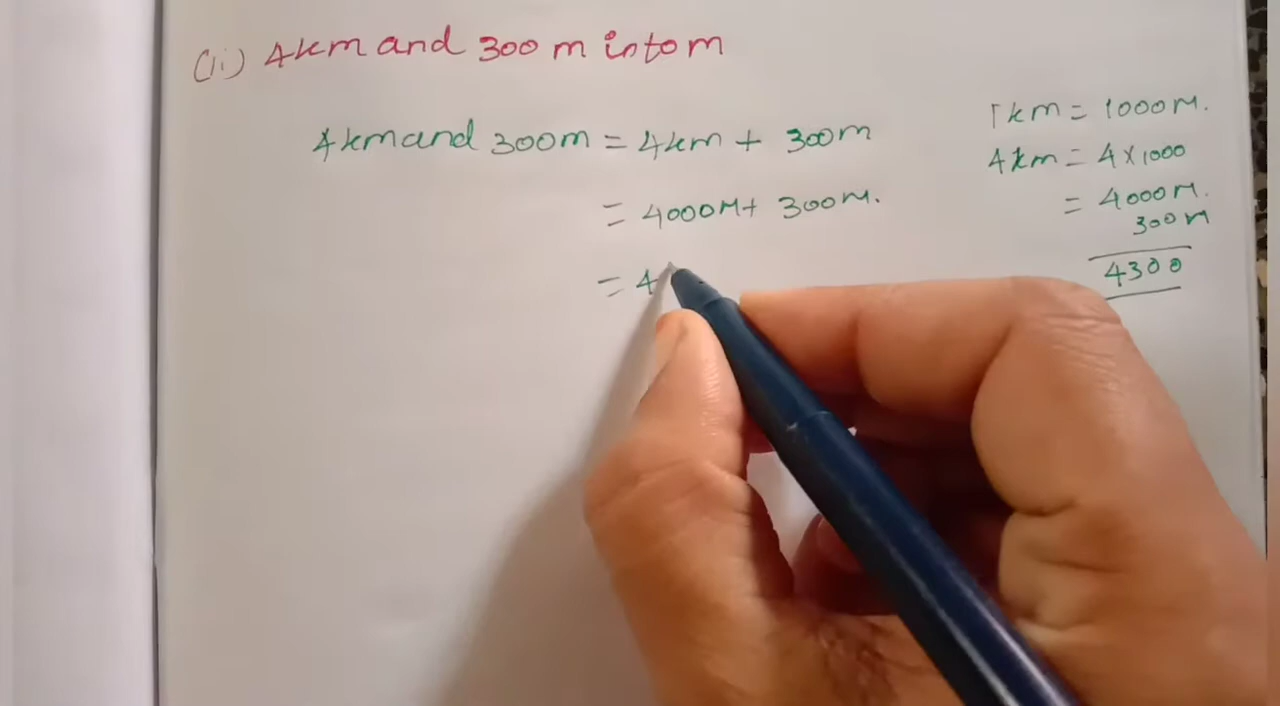 (ii) 4km and 300 m into m
4km and 300m = 4km + 300m
= 4000M + 300M.
= 4
1km = 1000M.
4km = 4 × 1000
= 4000M.
300M
4300